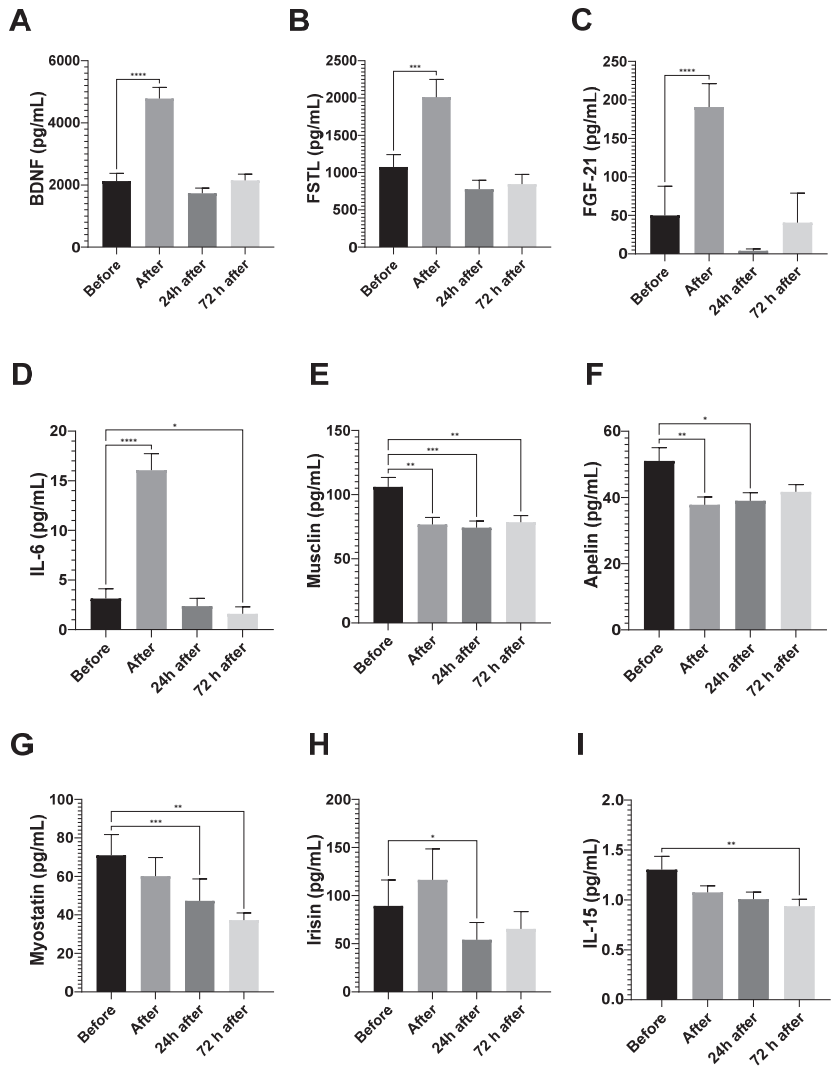 A
BDNF (pg/mL)
6000
4000
2000
0
****
Before
After
24h after
72 h after
B
FSTL (pg/mL)
2500
2000
1500
1000
500
0
***
Before
After
24h after
72 h after
C
FGF-21 (pg/mL)
250
200
150
100
50
0
****
Before
After
24h after
72 h after
D
IL-6 (pg/mL)
20
15
10
5
0
*
****
Before
After
24h after
72 h after
E
Musclin (pg/mL)
150
100
50
0
**
***
**
Before
After
24h after
72 h after
F
Apelin (pg/mL)
60
40
20
0
*
**
Before
After
24h after
72 h after
G
Myostatin (pg/mL)
100
80
60
40
20
0
**
***
Before
After
24h after
72 h after
H
Irisin (pg/mL)
200
150
100
50
0
*
Before
After
24h after
72 h after
I
IL-15 (pg/mL)
2.0
1.5
1.0
0.5
0.0
**
Before
After
24h after
72 h after